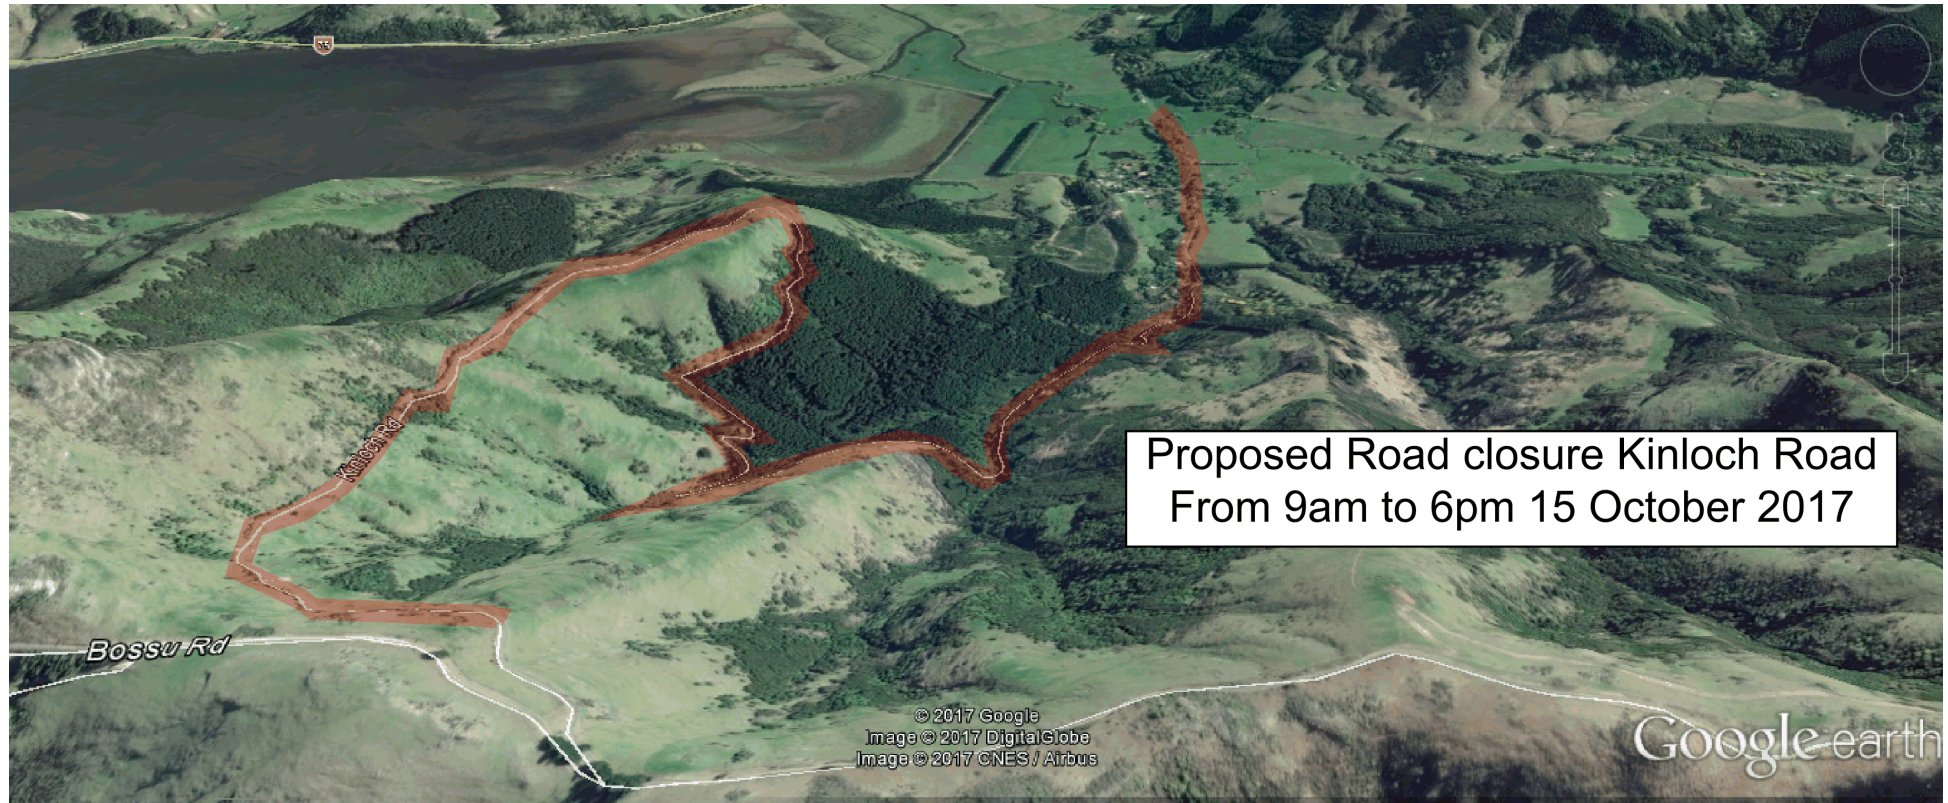 75
Kinloch Rd
Proposed Road closure Kinloch Road
From 9am to 6pm 15 October 2017
Bossu Rd
© 2017 Google
Image © 2017 DigitalGlobe
Image © 2017 CNES / Airbus
Google earth